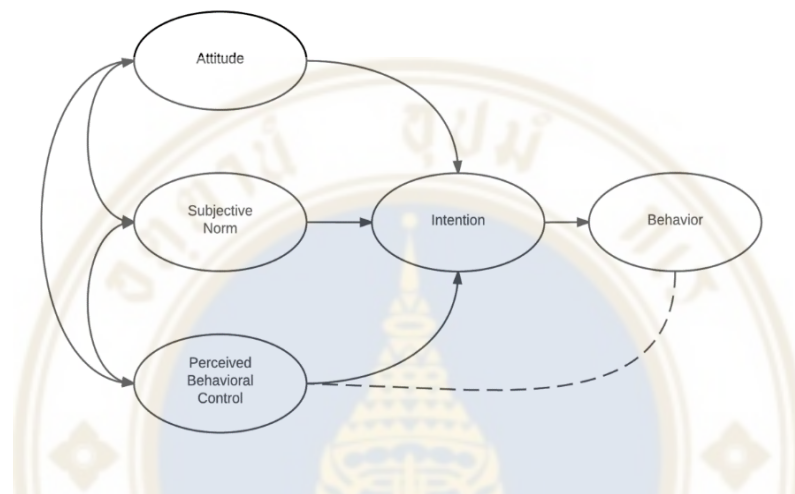 Attitude
Subjective
Norm
Intention
Behavior
Perceived
Behavioral
Control